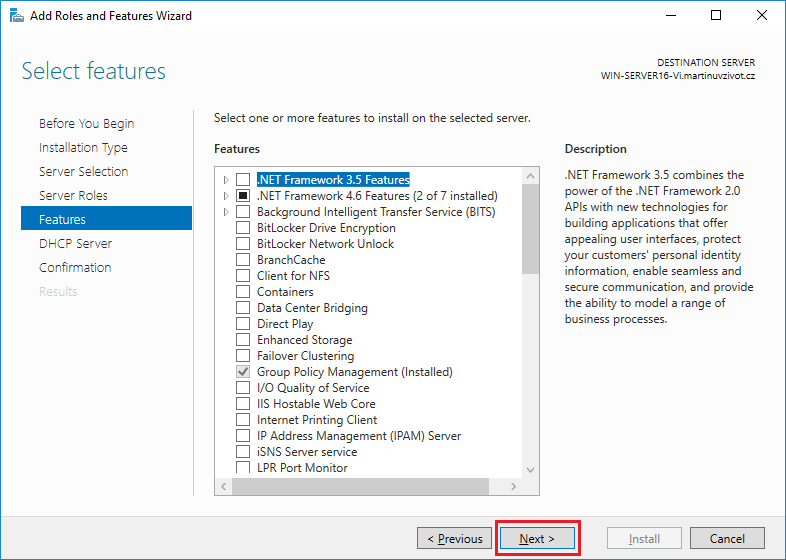 Add Roles and Features Wizard
Select features
DESTINATION SERVER
WIN-SERVER16-Vi.martinuvzivot.cz
Before You Begin
Installation Type
Server Selection
Server Roles
Features
DHCP Server
Confirmation
Results
Select one or more features to install on the selected server.
Features
.NET Framework 3.5 Features
.NET Framework 4.6 Features (2 of 7 installed)
Background Intelligent Transfer Service (BITS)
BitLocker Drive Encryption
BitLocker Network Unlock
BranchCache
Client for NFS
Containers
Data Center Bridging
Direct Play
Enhanced Storage
Failover Clustering
Group Policy Management (Installed)
I/O Quality of Service
IIS Hostable Web Core
Internet Printing Client
IP Address Management (IPAM) Server
iSNS Server service
LPR Port Monitor
Description
.NET Framework 3.5 combines the
power of the .NET Framework 2.0
APIs with new technologies for
building applications that offer
appealing user interfaces, protect
your customers' personal identity
information, enable seamless and
secure communication, and provide
the ability to model a range of
business processes.
< Previous
Next >
Install
Cancel